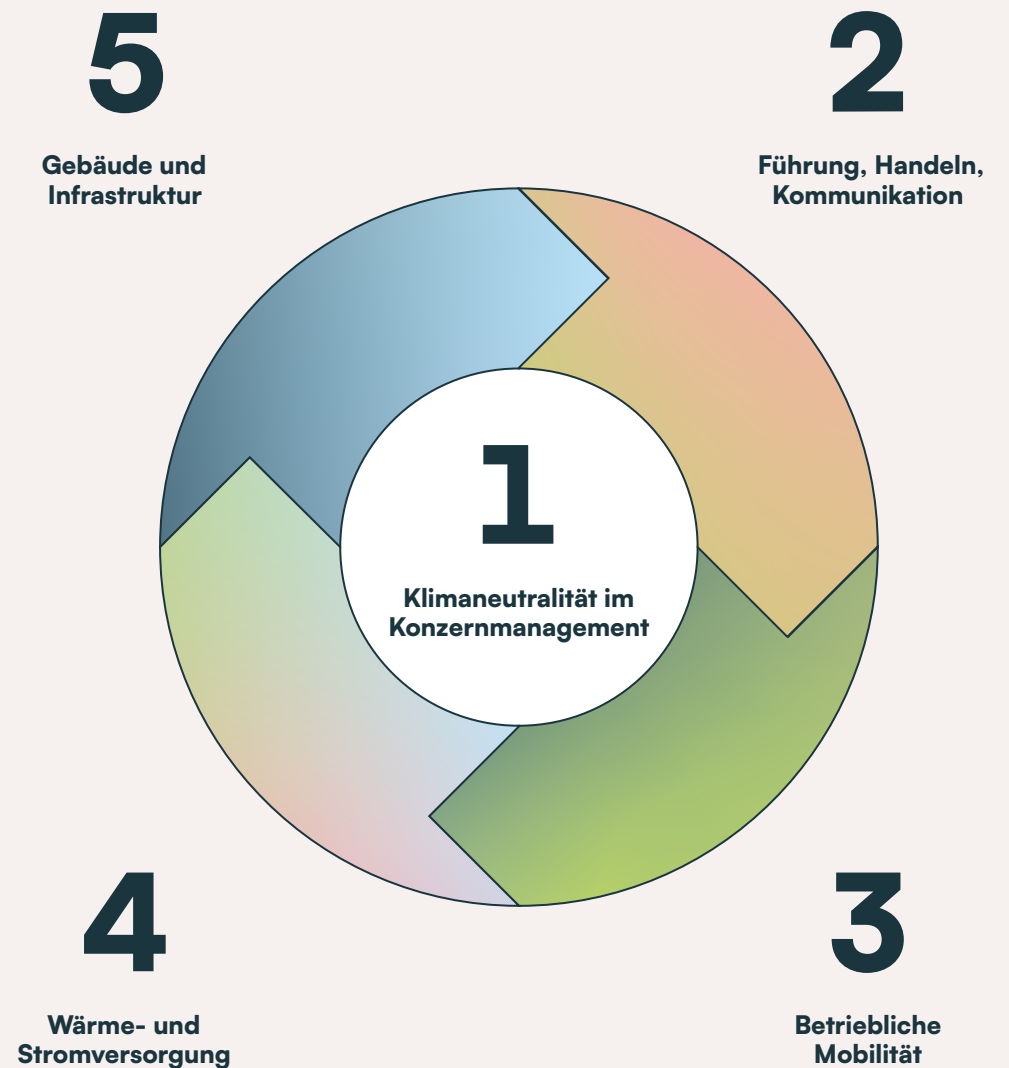 5
Gebäude und
Infrastruktur
2
Führung, Handeln,
Kommunikation
1
Klimaneutralität im
Konzernmanagement
4
Wärme- und
Stromversorgung
3
Betriebliche
Mobilität